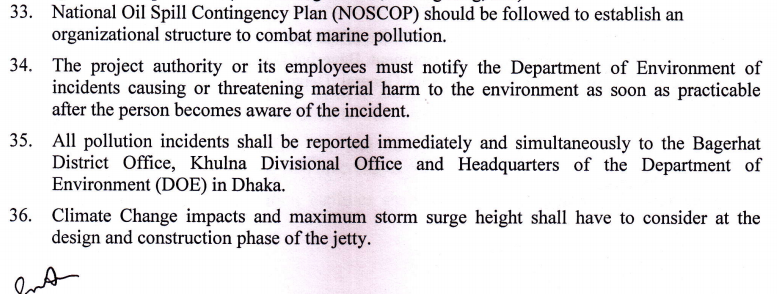 33. National Oil Spill Contingency Plan (NOSCOP) should be followed to establish an
organizational structure to combat marine pollution.
34. The project authority or its employees must notify the Department of Environment of
incidents causing or threatening material harm to the environment as soon as practicable
after the person becomes aware of the incident.
35. All pollution incidents shall be reported immediately and simultaneously to the Bagerhat
District Office, Khulna Divisional Office and Headquarters of the Department of
Environment (DOE) in Dhaka.
36. Climate Change impacts and maximum storm surge height shall have to consider at the
design and construction phase of the jetty.